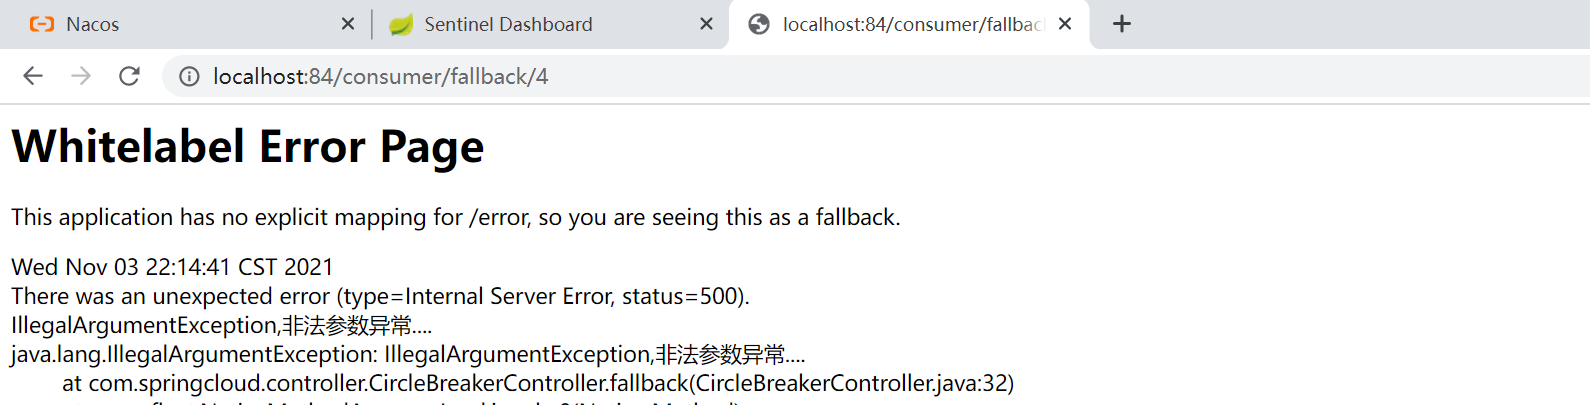 Nacos
Sentinel Dashboard
localhost:84/consumer/fallbac
localhost:84/consumer/fallback/4
Whitelabel Error Page
This application has no explicit mapping for /error, so you are seeing this as a fallback.
Wed Nov 03 22:14:41 CST 2021
There was an unexpected error (type=Internal Server Error, status=500).
IllegalArgumentException,非法参数异常....
java.lang.IllegalArgumentException: IllegalArgumentException,非法参数异常....
at com.springcloud.controller.CircleBreakerController.fallback(CircleBreakerController.java:32)